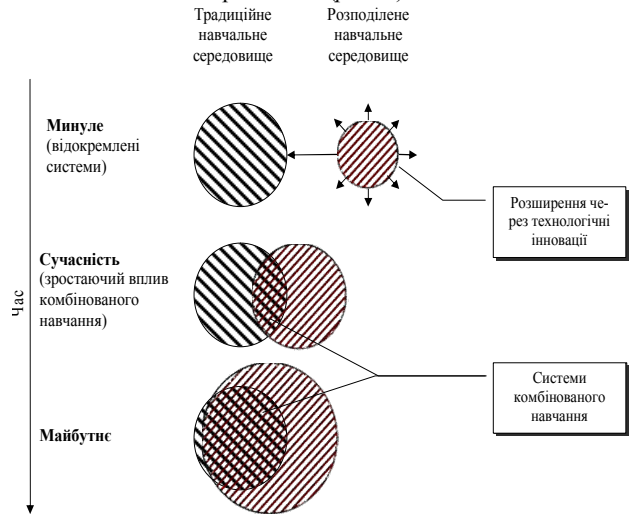 Традиційне
навчальне
середовище
Розподілене
навчальне
середовище
Минуле
(відокремлені
системи)
Розширення че-
рез технологічні
інновації
Сучасність
(зростаючий вплив
комбінованого
навчання)
Час
Системи
комбінованого
навчання
Майбутнє